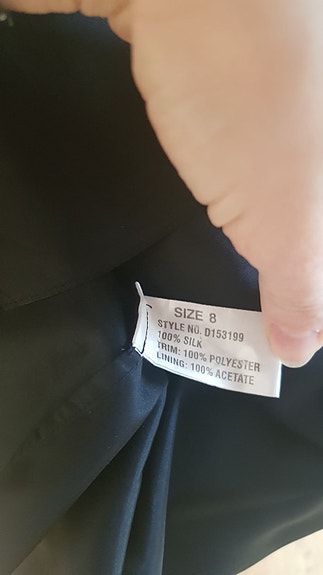 SIZE 8
STYLE NO. D153199
100% SILK
TRIM: 100% POLYESTER
LINING: 100% ACETATE